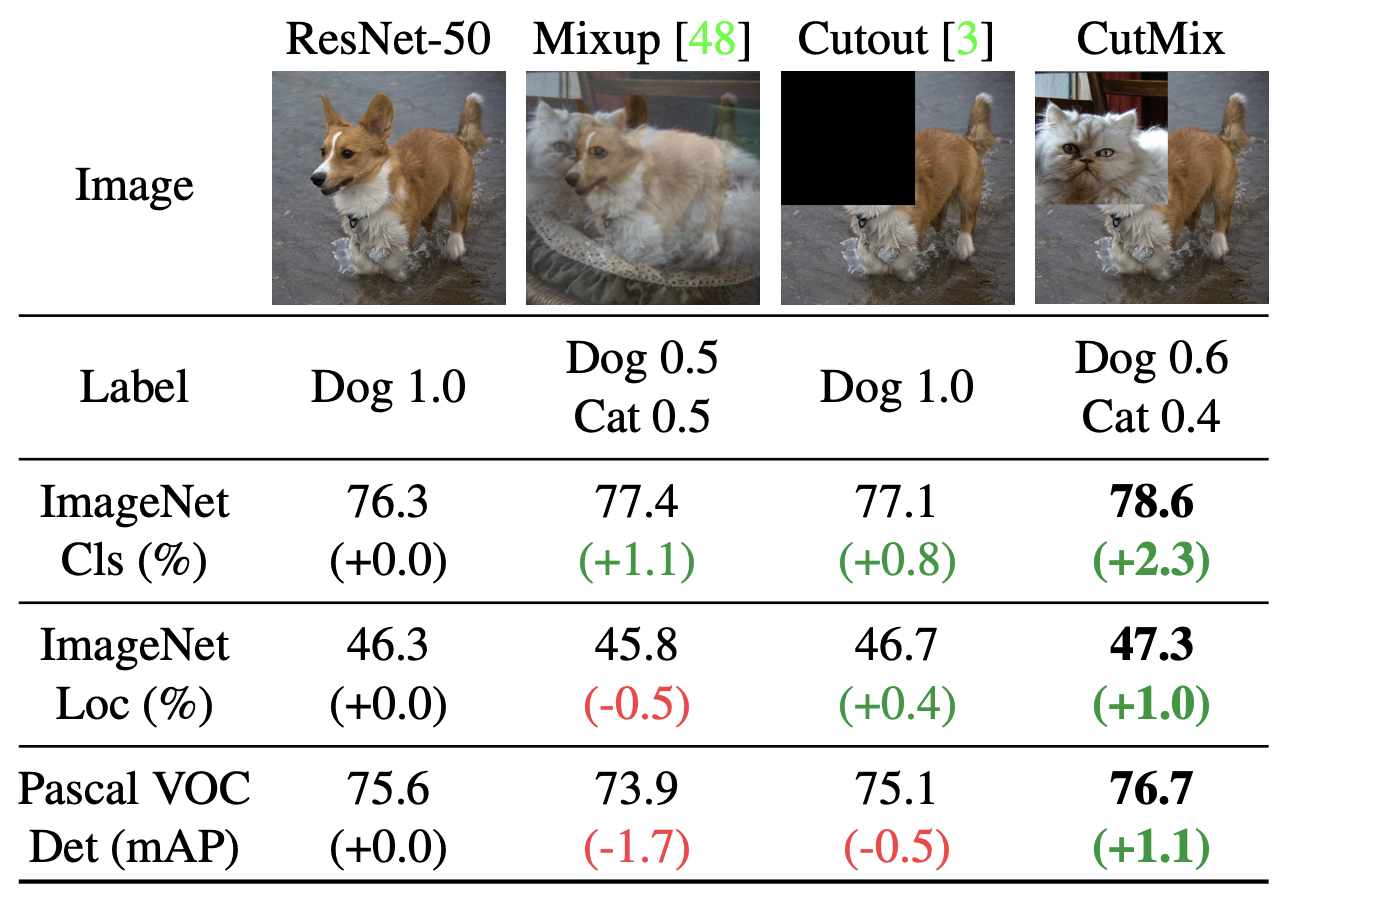 ResNet-50 Mixup [48] Cutout [3] CutMix
Image
Label Dog 1.0 Dog 0.5 Cat 0.5 Dog 1.0 Dog 0.6 Cat 0.4
ImageNet 76.3 77.4 77.1 78.6
Cls (%) (+0.0) (+1.1) (+0.8) (+2.3)
ImageNet 46.3 45.8 46.7 47.3
Loc (%) (+0.0) (-0.5) (+0.4) (+1.0)
Pascal VOC 75.6 73.9 75.1 76.7
Det (mAP) (+0.0) (-1.7) (-0.5) (+1.1)